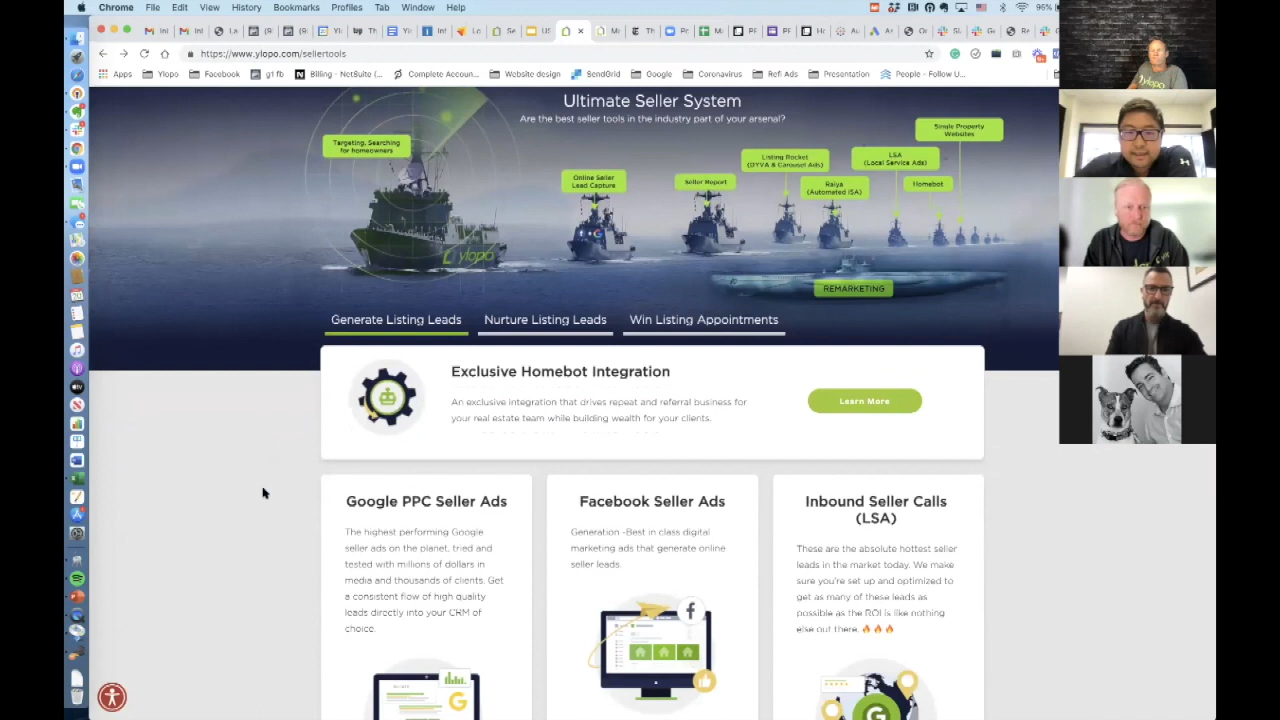 Chrome File Edit View History Bookmarks Profiles Tab Window Help
96%
https://www.ylopo.com/sellertools
Apps Ylopo
Billing
SendGrid Coronavirus Refi Ads People - Follow U...
Ultimate Seller System
Are the best seller tools in the industry part of your arsenal?
Single Property
Websites
Targeting, Searching
for homeowners
Listing Rocket
(DYVA & Carousel Ads)
LSA
(Local Service Ads)
Online Seller
Lead Capture
Seller Report
Raiya
(Automated ISA)
Homebot
ylopo
REMARKETING
Generate Listing Leads Nurture Listing Leads Win Listing Appointments
Exclusive Homebot Integration
An exclusive integration that drives repeat and referral business for
your real estate team while building wealth for your clients.
Learn More
Google PPC Seller Ads
The highest performing Google
seller ads on the planet, tried and
tested with millions of dollars in
media and thousands of clients. Get
a consistent flow of high quality
leads directly into your CRM of
choice
Facebook Seller Ads
Generation -Best in class digital
marketing ads that generate online
seller leads.
Inbound Seller Calls
(LSA)
These are the absolute hottest seller
leads in the market today. We make
sure you're set up and optimized to
get as many of these leads as
possible as the ROI is like nothing
else out there. 🔥🔥🔥